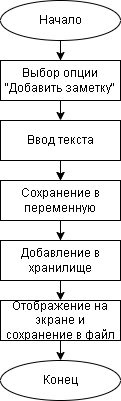 Начало
Выбор опции
"Добавить заметку"
Ввод текста
Сохранение в
переменную
Добавление в
хранилище
Отображение на
экране и
сохранение в файл
Конец